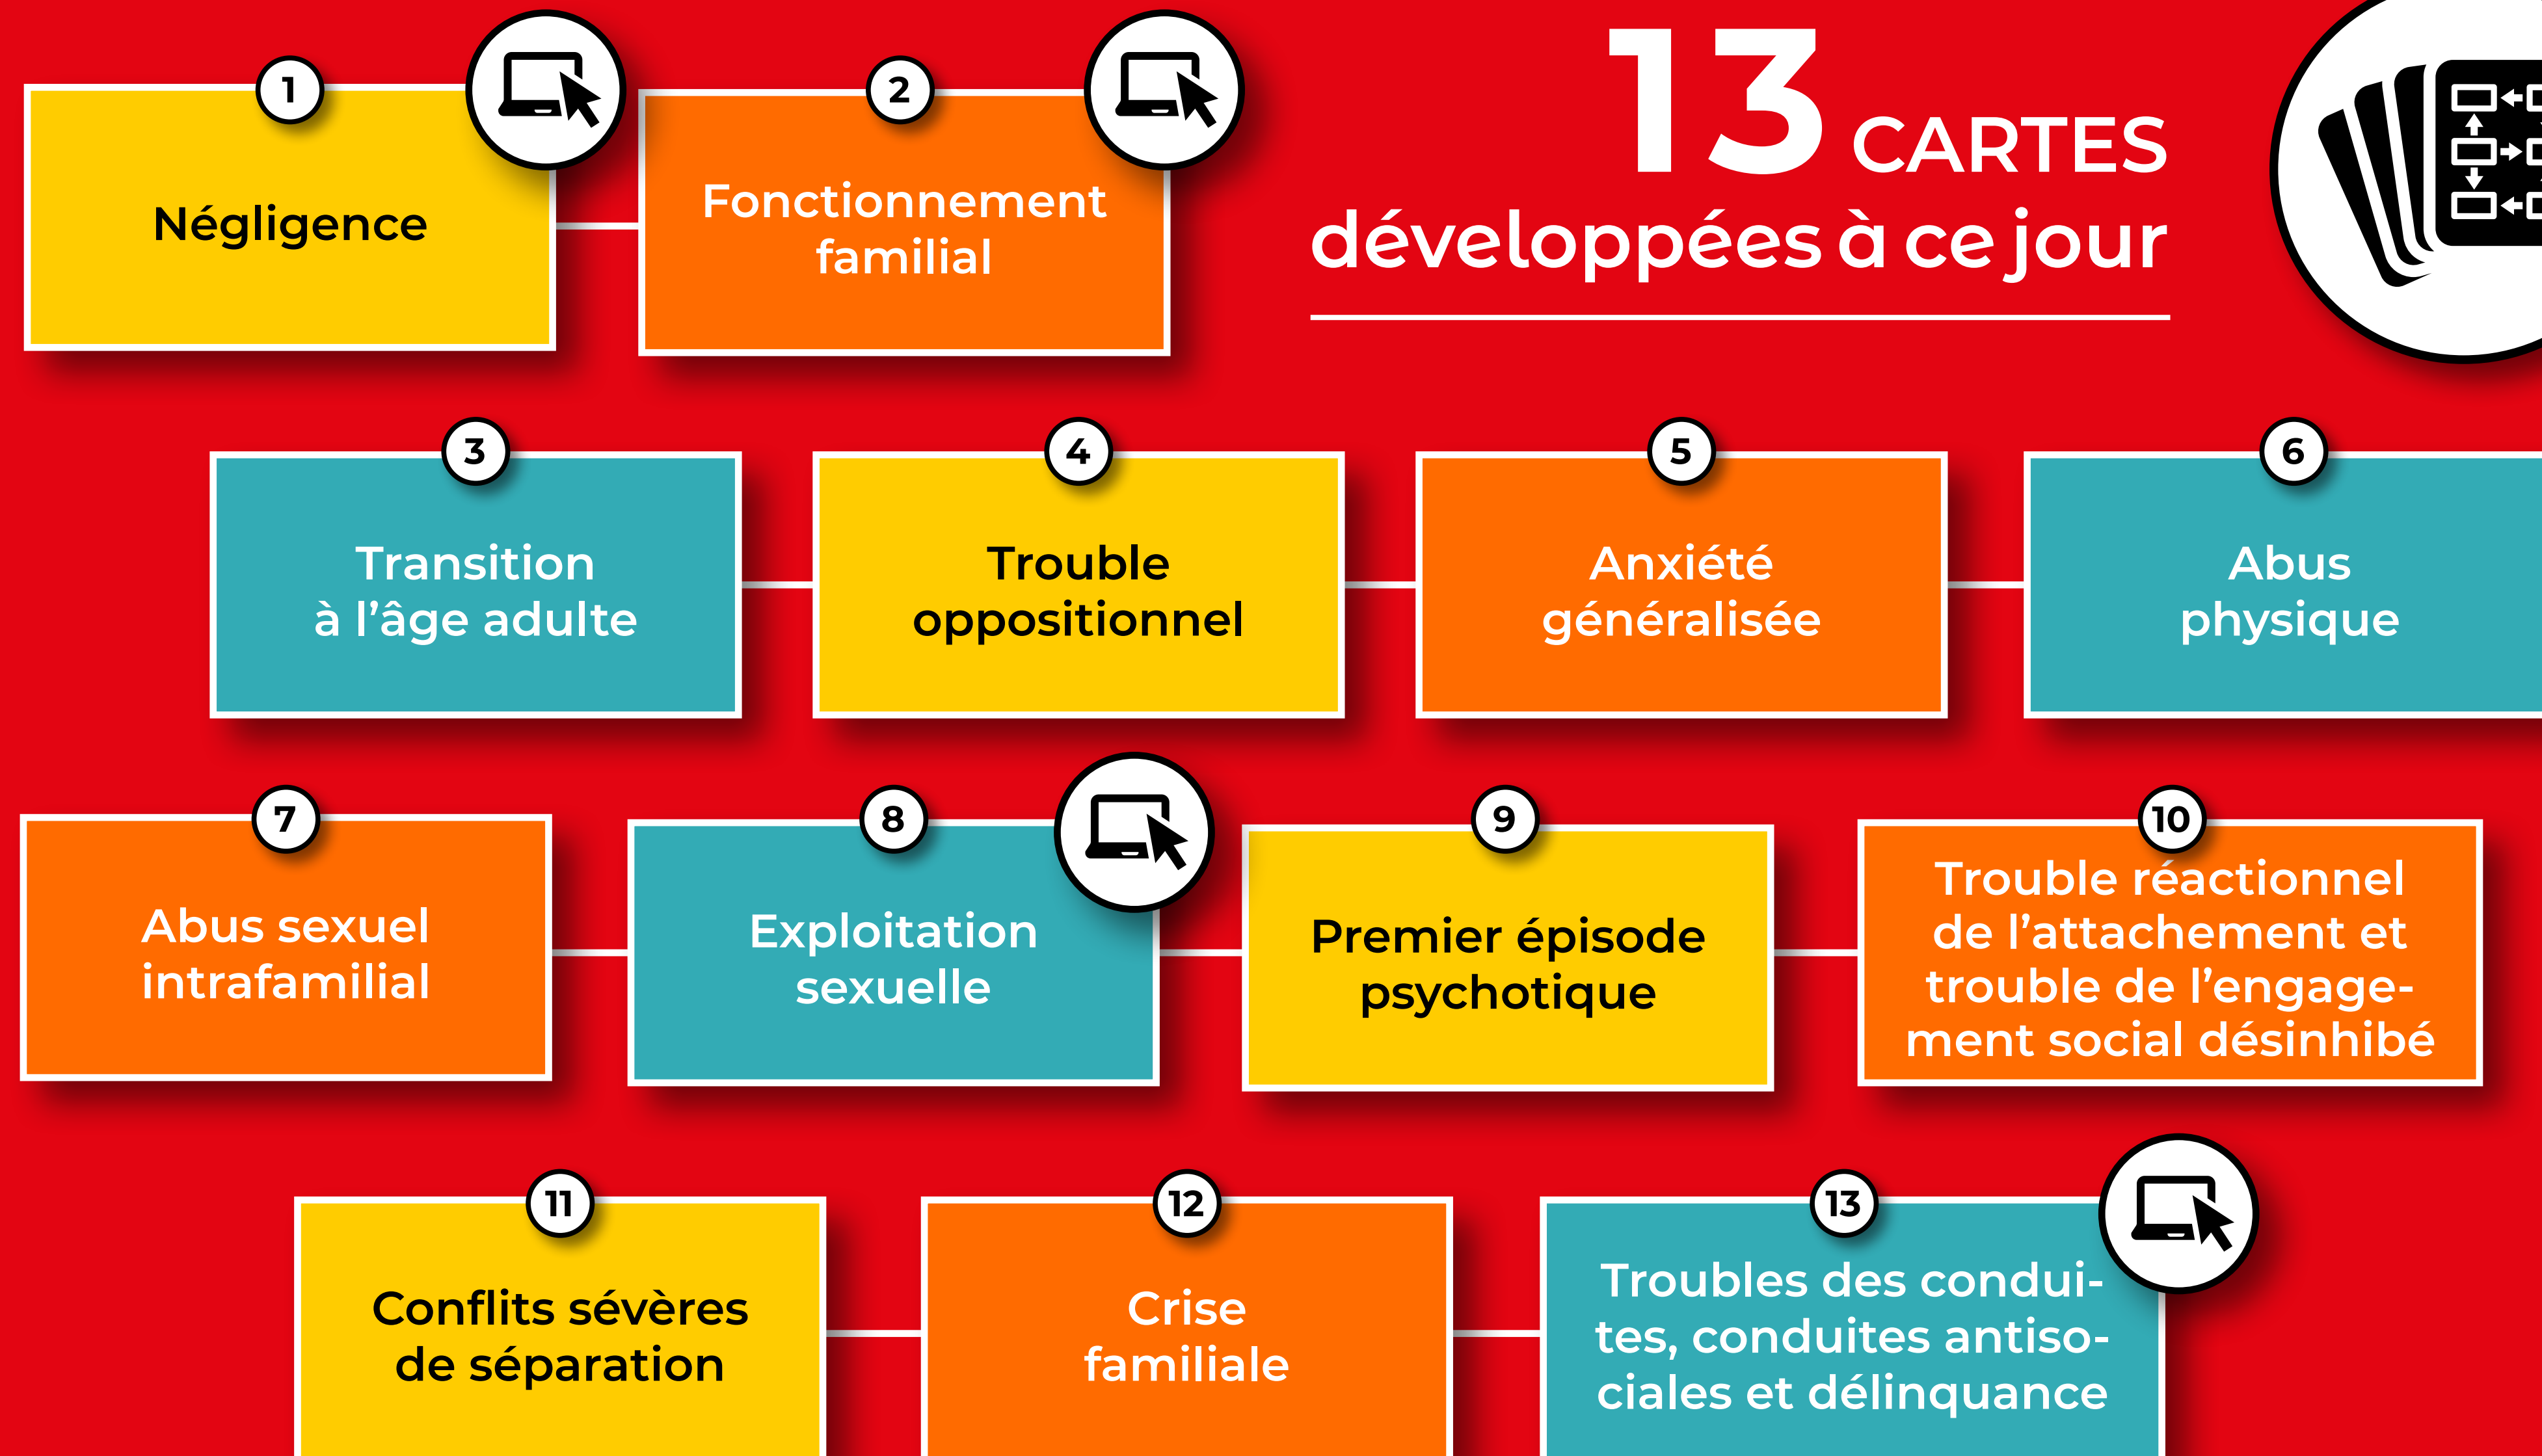 13 CARTES
développées à ce jour
1
Négligence
2
Fonctionnement
familial
3
Transition
à l’âge adulte
4
Trouble
oppositionnel
5
Anxiété
généralisée
6
Abus
physique
7
Abus sexuel
intrafamilial
8
Exploitation
sexuelle
9
Premier épisode
psychotique
10
Trouble réactionnel
de l’attachement et
trouble de l’engage-
ment social désinhibé
11
Conflits sévères
de séparation
12
Crise
familiale
13
Troubles des condui-
tes, conduites antiso-
ciales et délinquance